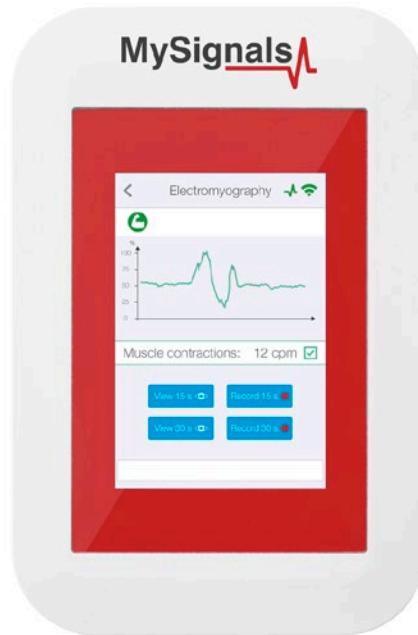 MySignals
Electromyography
%
100
75
50
25
0
Muscle contractions: 12 cpm
View 15 s Record 15 s
View 30 s Record 30 s